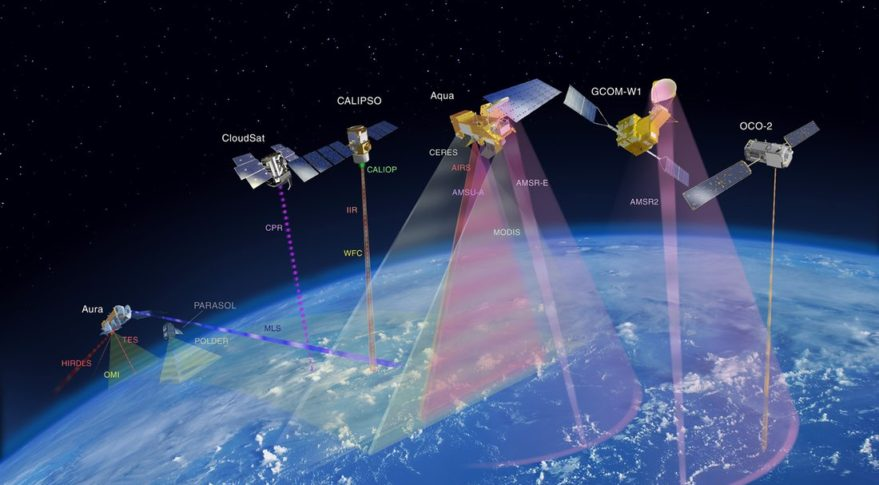 Aqua
GCOM-W1
CALIPSO
OCO-2
CloudSat
CERES
CALIOP
AIRS
AMSR-E
AMSU-A
AMSR2
IIR
CPR
MODIS
WFC
PARASOL
Aura
MLS
TES
POLDER
HIRDLS
OMI